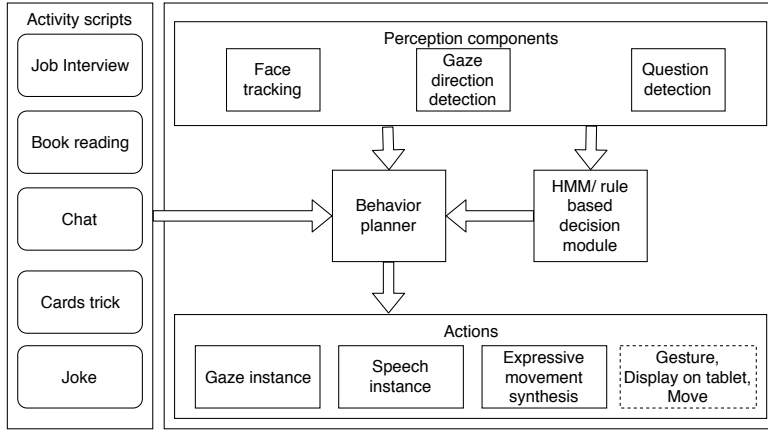 Activity scripts
Job Interview
Book reading
Chat
Cards trick
Joke
Perception components
Face
tracking
Gaze
direction
detection
Question
detection
Behavior
planner
HMM/ rule
based
decision
module
Actions
Gaze instance
Speech
instance
Expressive
movement
synthesis
Gesture,
Display on tablet,
Move